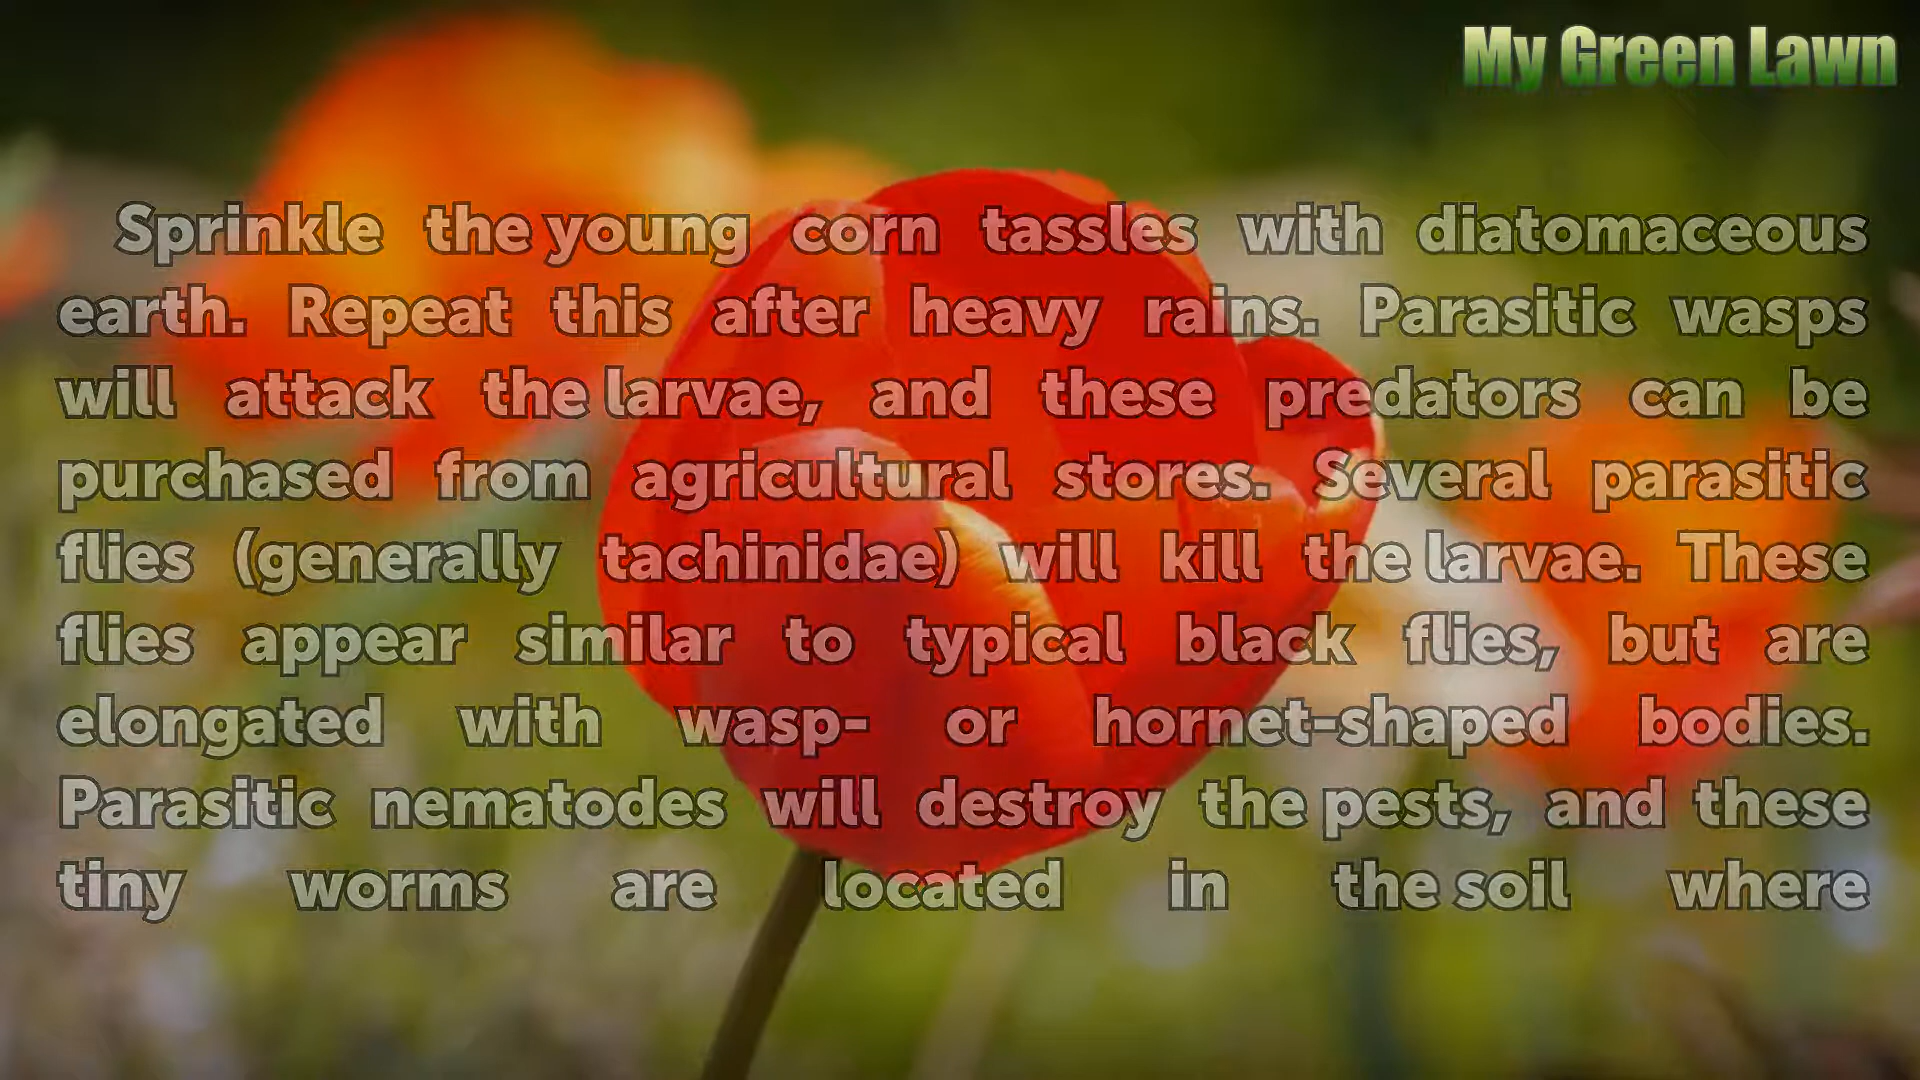 My Green Lawn
Sprinkle the young corn tassles with diatomaceous
earth. Repeat this after heavy rains. Parasitic wasps
will attack the larvae, and these predators can be
purchased from agricultural stores. Several parasitic
flies (generally tachinidae) will kill the larvae. These
flies appear similar to typical black flies, but are
elongated with wasp- or hornet-shaped bodies.
Parasitic nematodes will destroy the pests, and these
tiny worms are located in the soil where